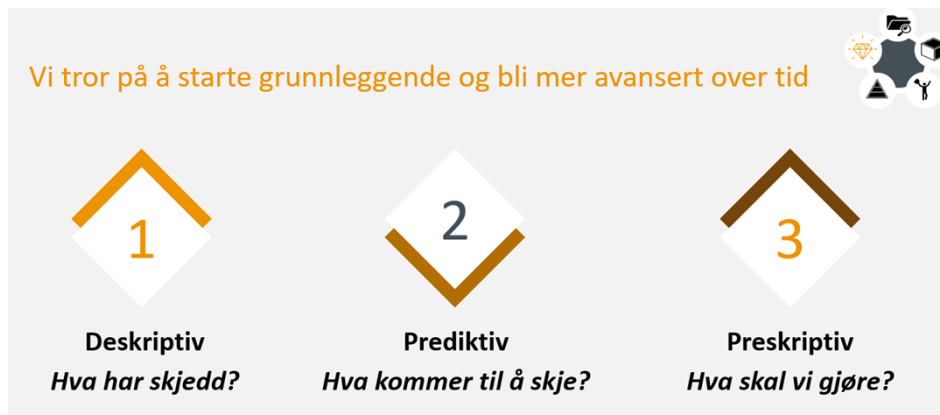 Vi tror på å starte grunnleggende og bli mer avansert over tid
1
2
3
Deskriptiv
Hva har skjedd?
Prediktiv
Hva kommer til å skje?
Preskriptiv
Hva skal vi gjøre?